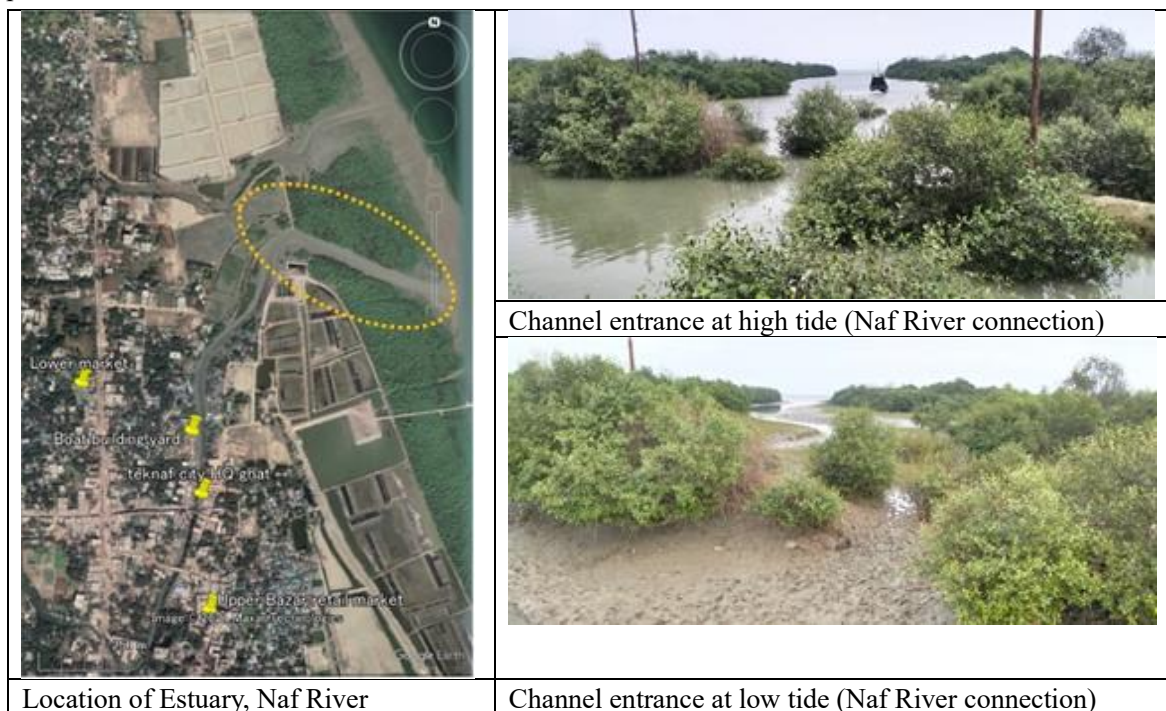 N
Lower market
Boat building yard
teknaf city HQ ghat
Upper Bazar retail market
Google Earth
Channel entrance at high tide (Naf River connection)
Location of Estuary, Naf River
Channel entrance at low tide (Naf River connection)